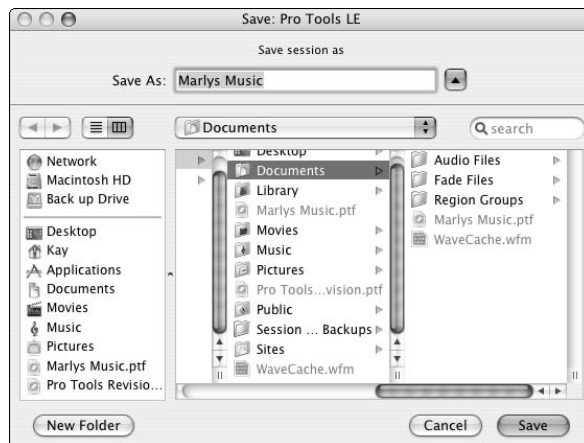 Save: Pro Tools LE
Save session as
Save As: Marlys Music
Documents
search
Network
Macintosh HD
Back up Drive
Desktop
Kay
Applications
Documents
Movies
Music
Pictures
Marlys Music.ptf
Pro Tools Revisio...
Desktop
Documents
Library
Marlys Music.ptf
Movies
Music
Pictures
Pro Tools...vision.ptf
Public
Session ... Backups
Sites
WaveCache.wfm
Audio Files
Fade Files
Region Groups
Marlys Music.ptf
WaveCache.wfm
New Folder
Cancel
Save